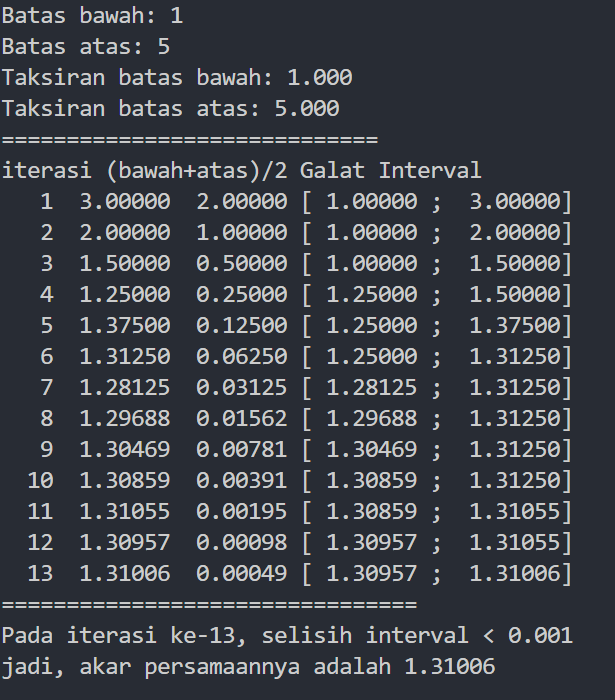 Batas bawah: 1
Batas atas: 5
Taksiran batas bawah: 1.000
Taksiran batas atas: 5.000
=============================
iterasi (bawah+atas)/2 Galat Interval
   1  3.00000  2.00000 [ 1.00000 ;  3.00000]
   2  2.00000  1.00000 [ 1.00000 ;  2.00000]
   3  1.50000  0.50000 [ 1.00000 ;  1.50000]
   4  1.25000  0.25000 [ 1.25000 ;  1.50000]
   5  1.37500  0.12500 [ 1.25000 ;  1.37500]
   6  1.31250  0.06250 [ 1.25000 ;  1.31250]
   7  1.28125  0.03125 [ 1.28125 ;  1.31250]
   8  1.29688  0.01562 [ 1.29688 ;  1.31250]
   9  1.30469  0.00781 [ 1.30469 ;  1.31250]
  10  1.30859  0.00391 [ 1.30859 ;  1.31250]
  11  1.31055  0.00195 [ 1.30859 ;  1.31055]
  12  1.30957  0.00098 [ 1.30957 ;  1.31055]
  13  1.31006  0.00049 [ 1.30957 ;  1.31006]
================================
Pada iterasi ke-13, selisih interval < 0.001
jadi, akar persamaannya adalah 1.31006